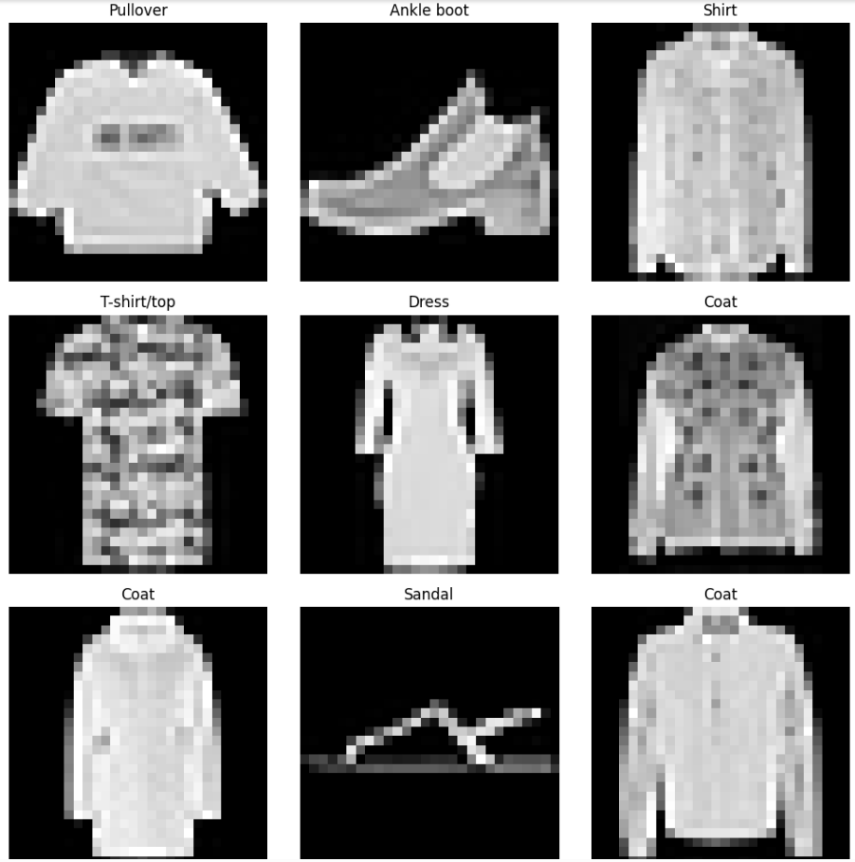 Pullover
Ankle boot
Shirt
T-shirt/top
Dress
Coat
Coat
Sandal
Coat